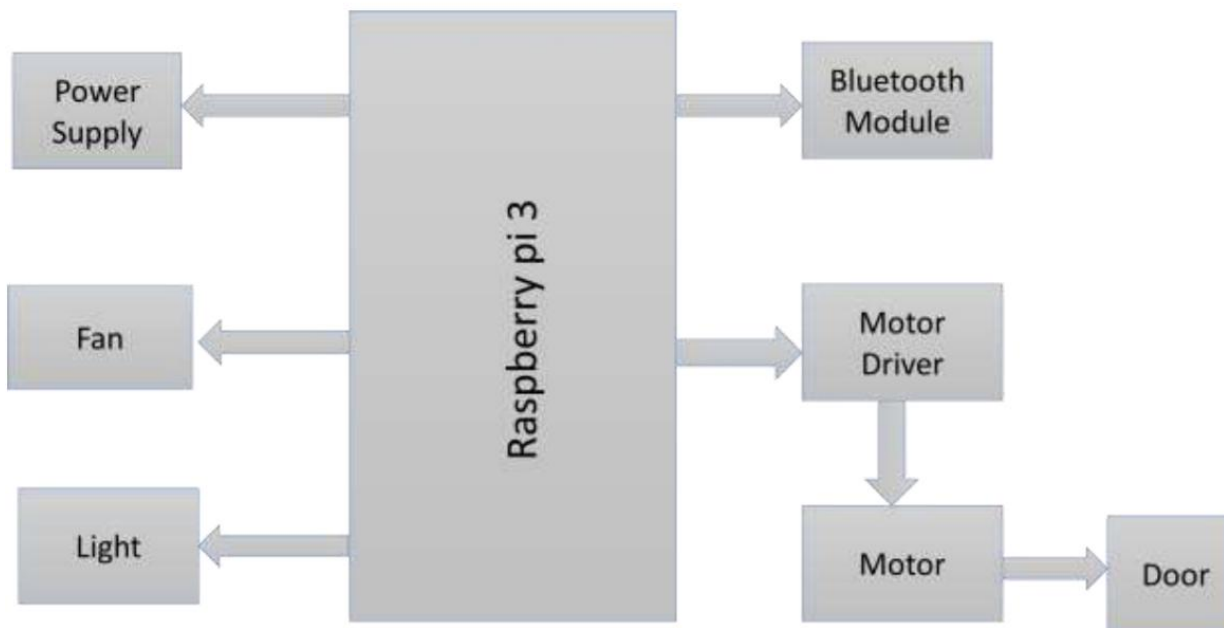 Power
Supply
Bluetooth
Module
Raspberry pi 3
Fan
Motor
Driver
Light
Motor
Door